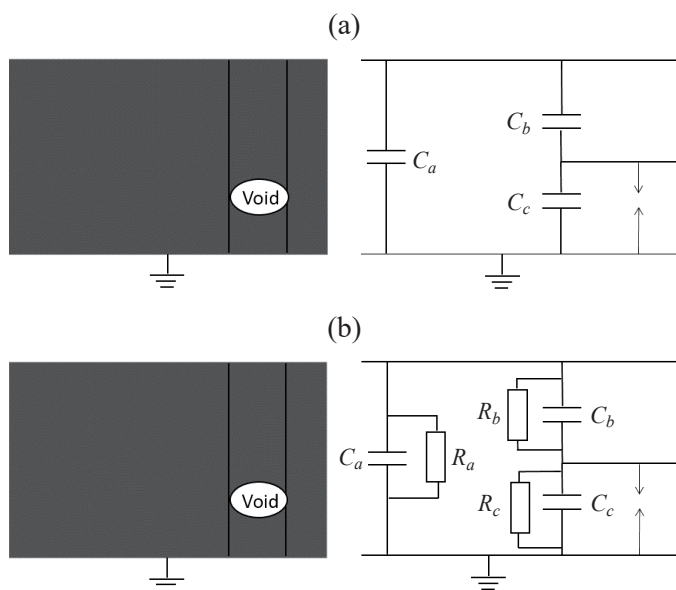 (a)
Void
C_a
C_b
C_c
(b)
Void
C_a
R_a
R_b
C_b
R_c
C_c